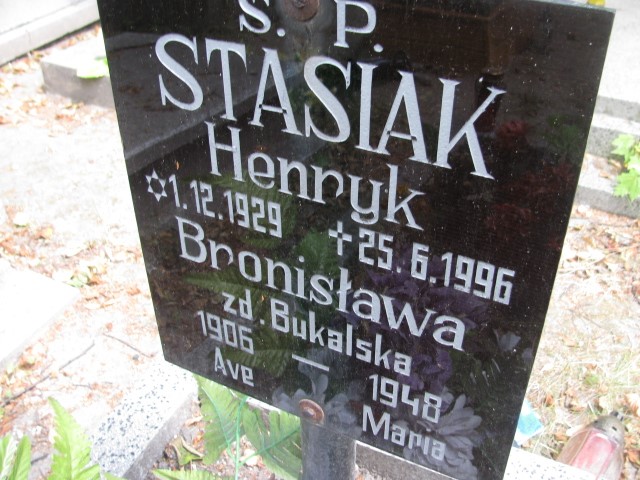 Ś. P.
STASIAK
Henryk
✡1.12.1929 ✝25.6.1996
Bronisława
zd. Bukalska
1906 — 1948
Ave Maria